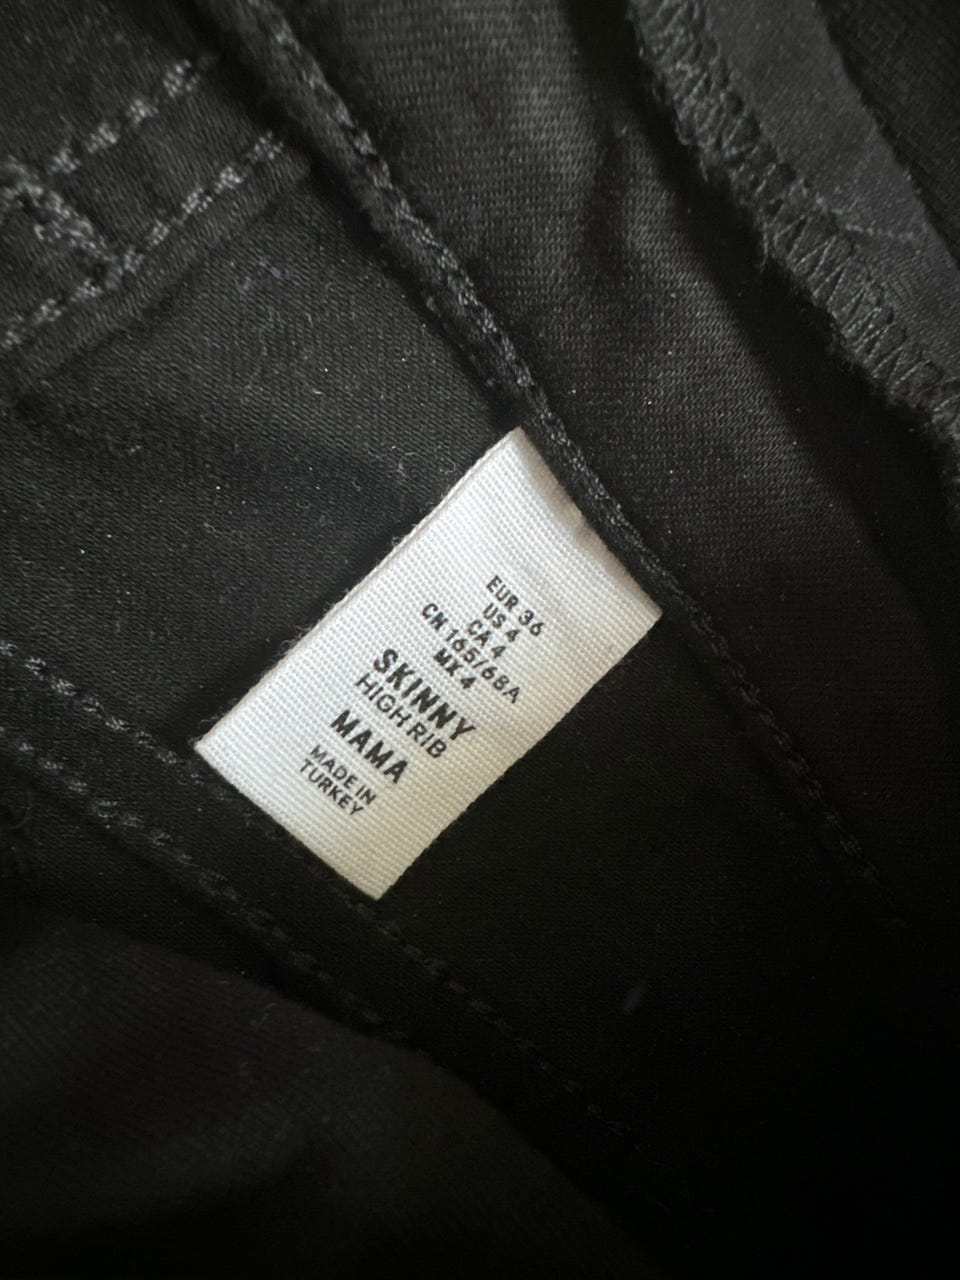 EUR 36
US 4
CA 4
CN 165/68A
MX 4
SKINNY
HIGH RIB
MAMA
MADE IN
TURKEY